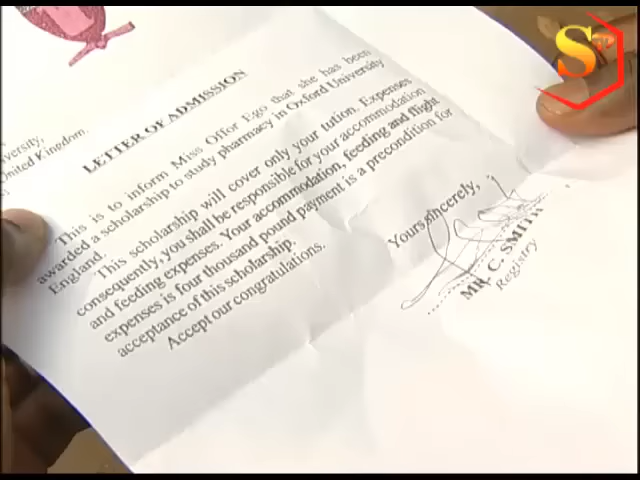 S
iversity,
United Kingdom.
LETTER OF ADMISSION
This is to inform Miss Offor Ego that she has been
awarded a scholarship to study pharmacy in Oxford University
England.
This scholarship will cover only your tution. Expenses
consequently, you shall be responsible for your accommodation
and feeding expenses. Your accommodation, feeding and flight
expenses is four thousand pound payment is a precondition for
acceptance of this scholarship.
Accept our congratulations.
Yours sincerely,
MR. C. SMITH
Registry